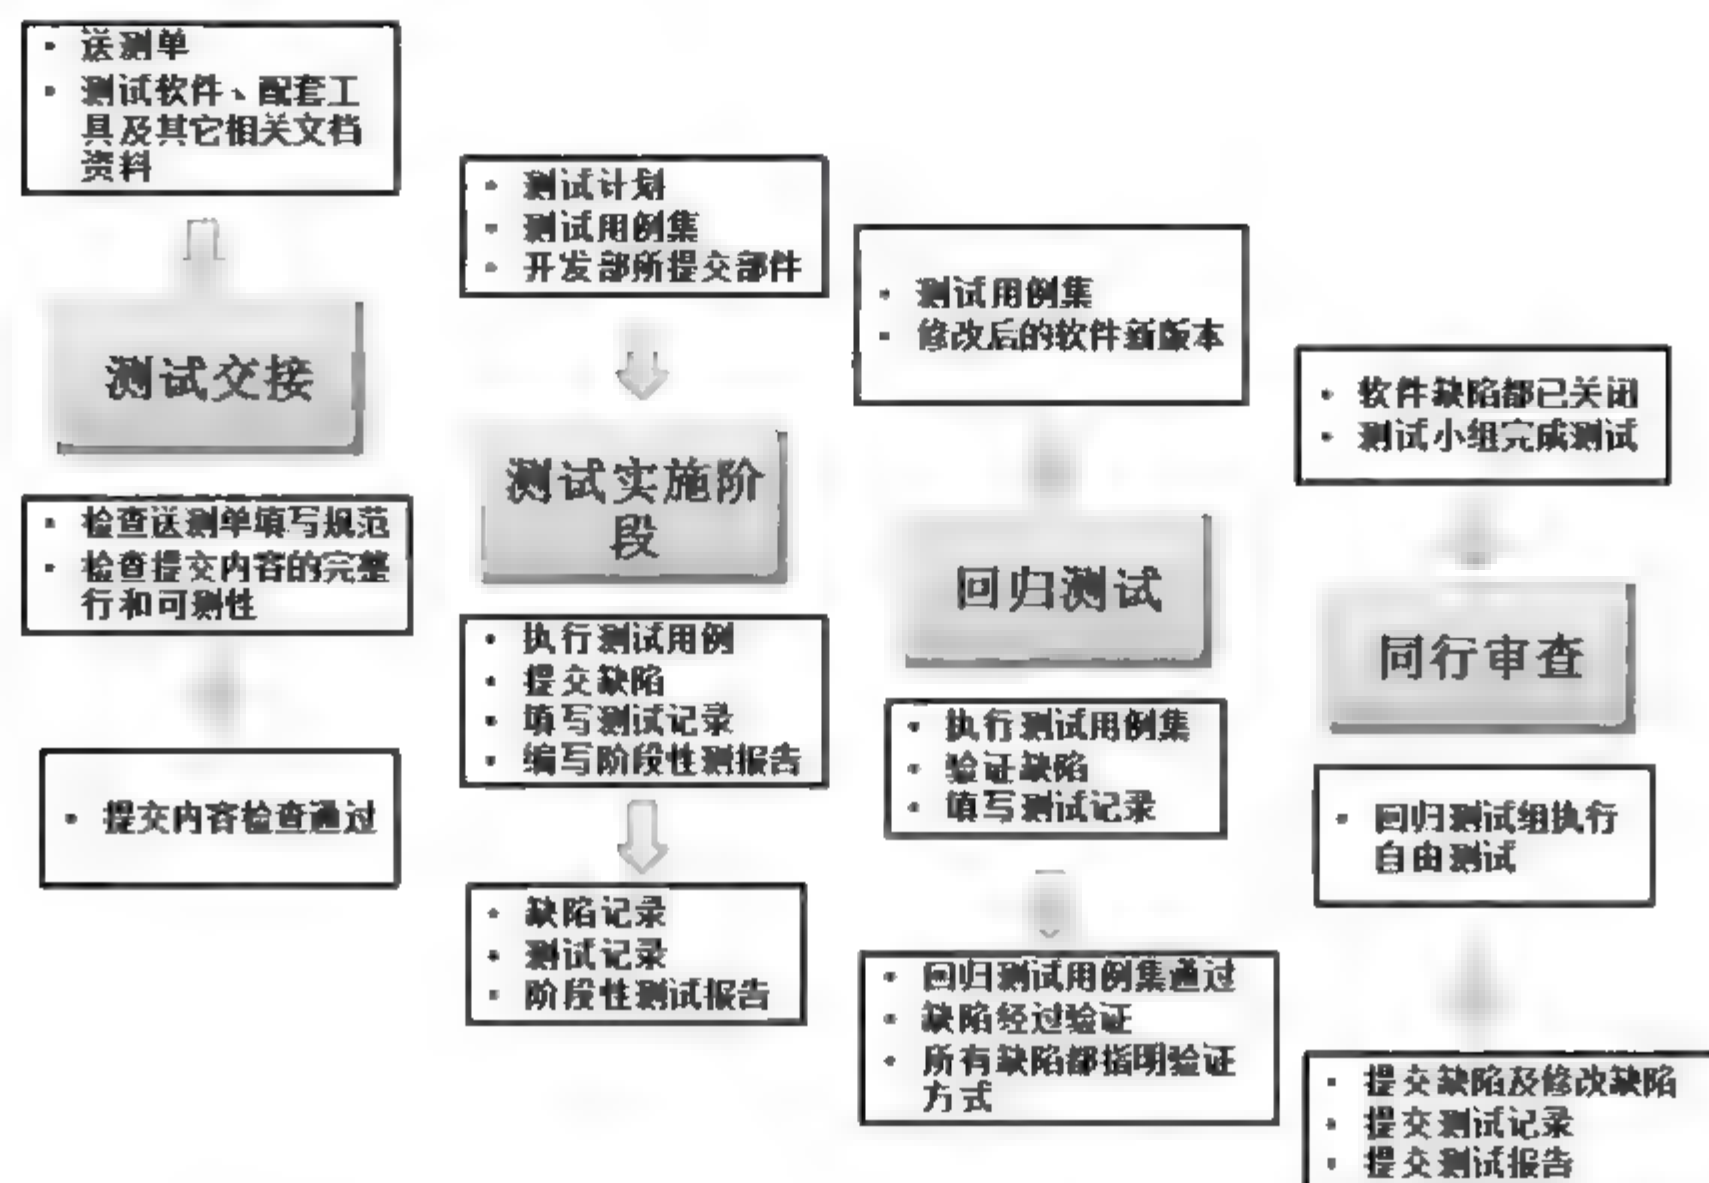 送测单
测试软件、配套工
具及其它相关文档
资料
测试交接
检查送测单填写规范
检查提交内容的完整
行和可测性
提交内容检查通过
测试计划
测试用例集
开发部所提交部件
测试实施阶
段
执行测试用例
提交缺陷
填写测试记录
编写阶段性测报告
缺陷记录
测试记录
阶段性测试报告
测试用例集
修改后的软件新版本
回归测试
执行测试用例集
验证缺陷
填写测试记录
回归测试用例集通过
缺陷经过验证
所有缺陷都指明验证
方式
软件缺陷都已关闭
测试小组完成测试
同行审查
回归测试组执行
自由测试
提交缺陷及修改缺陷
提交测试记录
提交测试报告